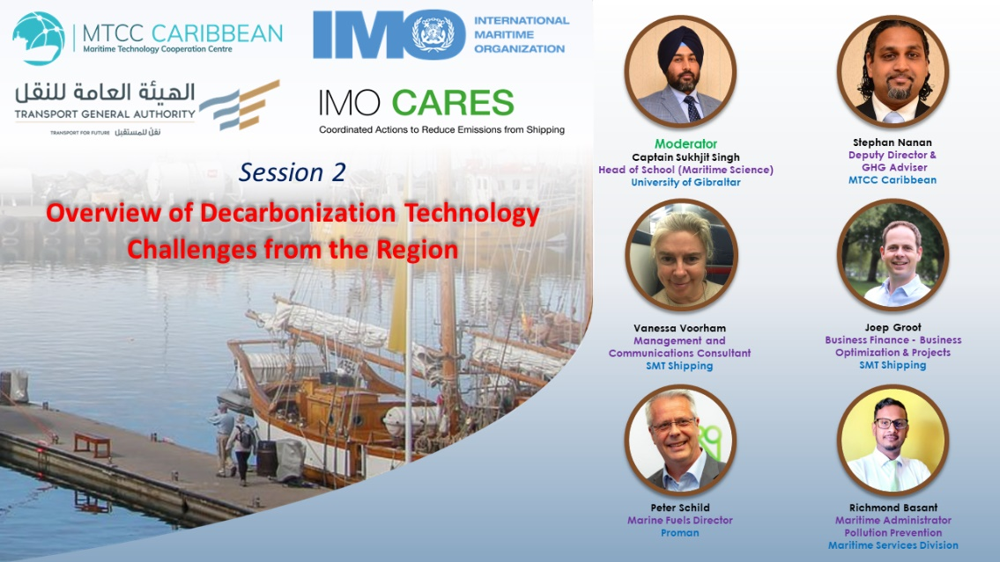 MTCC CARIBBEAN
Maritime Technology Cooperation Centre
IMO
INTERNATIONAL
MARITIME
ORGANIZATION
الهيئة العامة للنقل
TRANSPORT GENERAL AUTHORITY
TRANSPORT FOR FUTURE نقلٌ للمستقبل
IMO CARES
Coordinated Actions to Reduce Emissions from Shipping
Session 2
Overview of Decarbonization Technology
Challenges from the Region
Moderator
Captain Sukhjit Singh
Head of School (Maritime Science)
University of Gibraltar
Stephan Nanan
Deputy Director &
GHG Adviser
MTCC Caribbean
Vanessa Voorham
Management and
Communications Consultant
SMT Shipping
Joep Groot
Business Finance - Business
Optimization & Projects
SMT Shipping
Peter Schild
Marine Fuels Director
Proman
Richmond Basant
Maritime Administrator
Pollution Prevention
Maritime Services Division